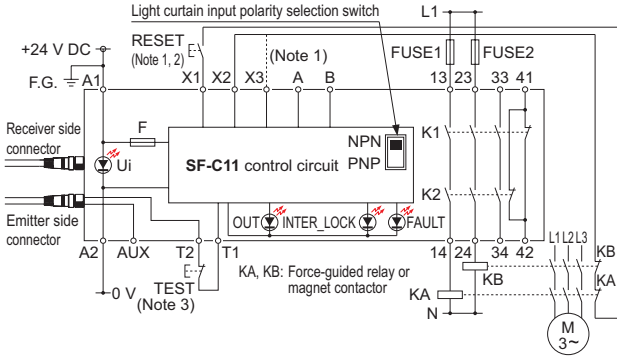 Light curtain input polarity selection switch
L1
+24 V DC
RESET
(Note 1, 2)
(Note 1)
FUSE1 FUSE2
F.G.
A1 X1 X2 X3 A B 13 23 33 41
Receiver side
connector
F
Ui
SF-C11 control circuit
NPN
PNP
K1
K2
Emitter side
connector
OUT INTER_LOCK FAULT
A2 AUX T2 T1 14 24 34 42
L1 L2 L3
KB
KA
0 V
TEST
(Note 3)
KA, KB: Force-guided relay or
magnet contactor
KB
KA
N
M
3~